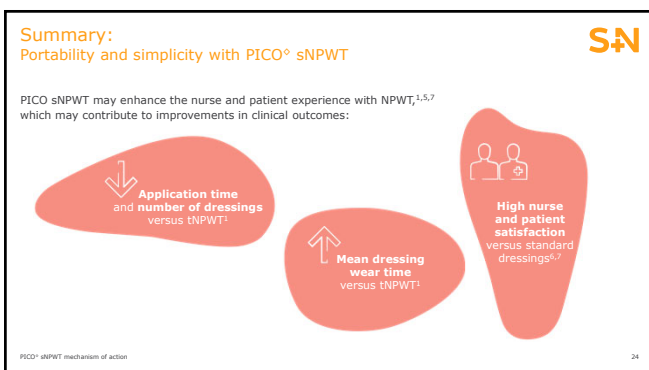 Summary:
Portability and simplicity with PICO◊ sNPWT
S+N
PICO sNPWT may enhance the nurse and patient experience with NPWT,1,5,7
which may contribute to improvements in clinical outcomes:
Application time
and number of dressings
versus tNPWT1
Mean dressing
wear time
versus tNPWT1
High nurse
and patient
satisfaction
versus standard
dressings6,7
PICO◊ sNPWT mechanism of action
24